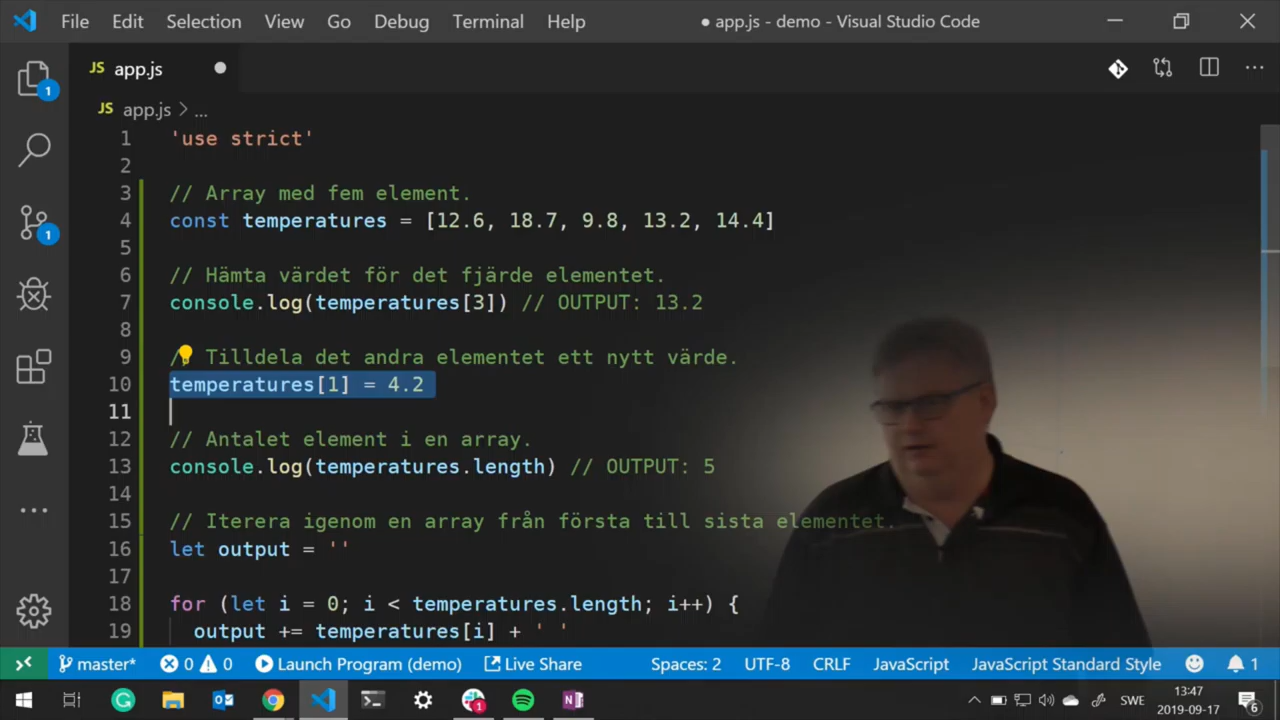 File Edit Selection View Go Debug Terminal Help ● app.js - demo - Visual Studio Code
JS app.js
JS app.js > ...
1 'use strict'
2
3 // Array med fem element.
4 const temperatures = [12.6, 18.7, 9.8, 13.2, 14.4]
5
6 // Hämta värdet för det fjärde elementet.
7 console.log(temperatures[3]) // OUTPUT: 13.2
8
9 / Tilldela det andra elementet ett nytt värde.
10 temperatures[1] = 4.2
11
12 // Antalet element i en array.
13 console.log(temperatures.length) // OUTPUT: 5
14
15 // Iterera igenom en array från första till sista elementet.
16 let output = ''
17
18 for (let i = 0; i < temperatures.length; i++) {
19 output += temperatures[i] + ' '
1
1
master* 0 0 Launch Program (demo) Live Share Spaces: 2 UTF-8 CRLF JavaScript JavaScript Standard Style 1
1 SWE 13:47 6
2019-09-17